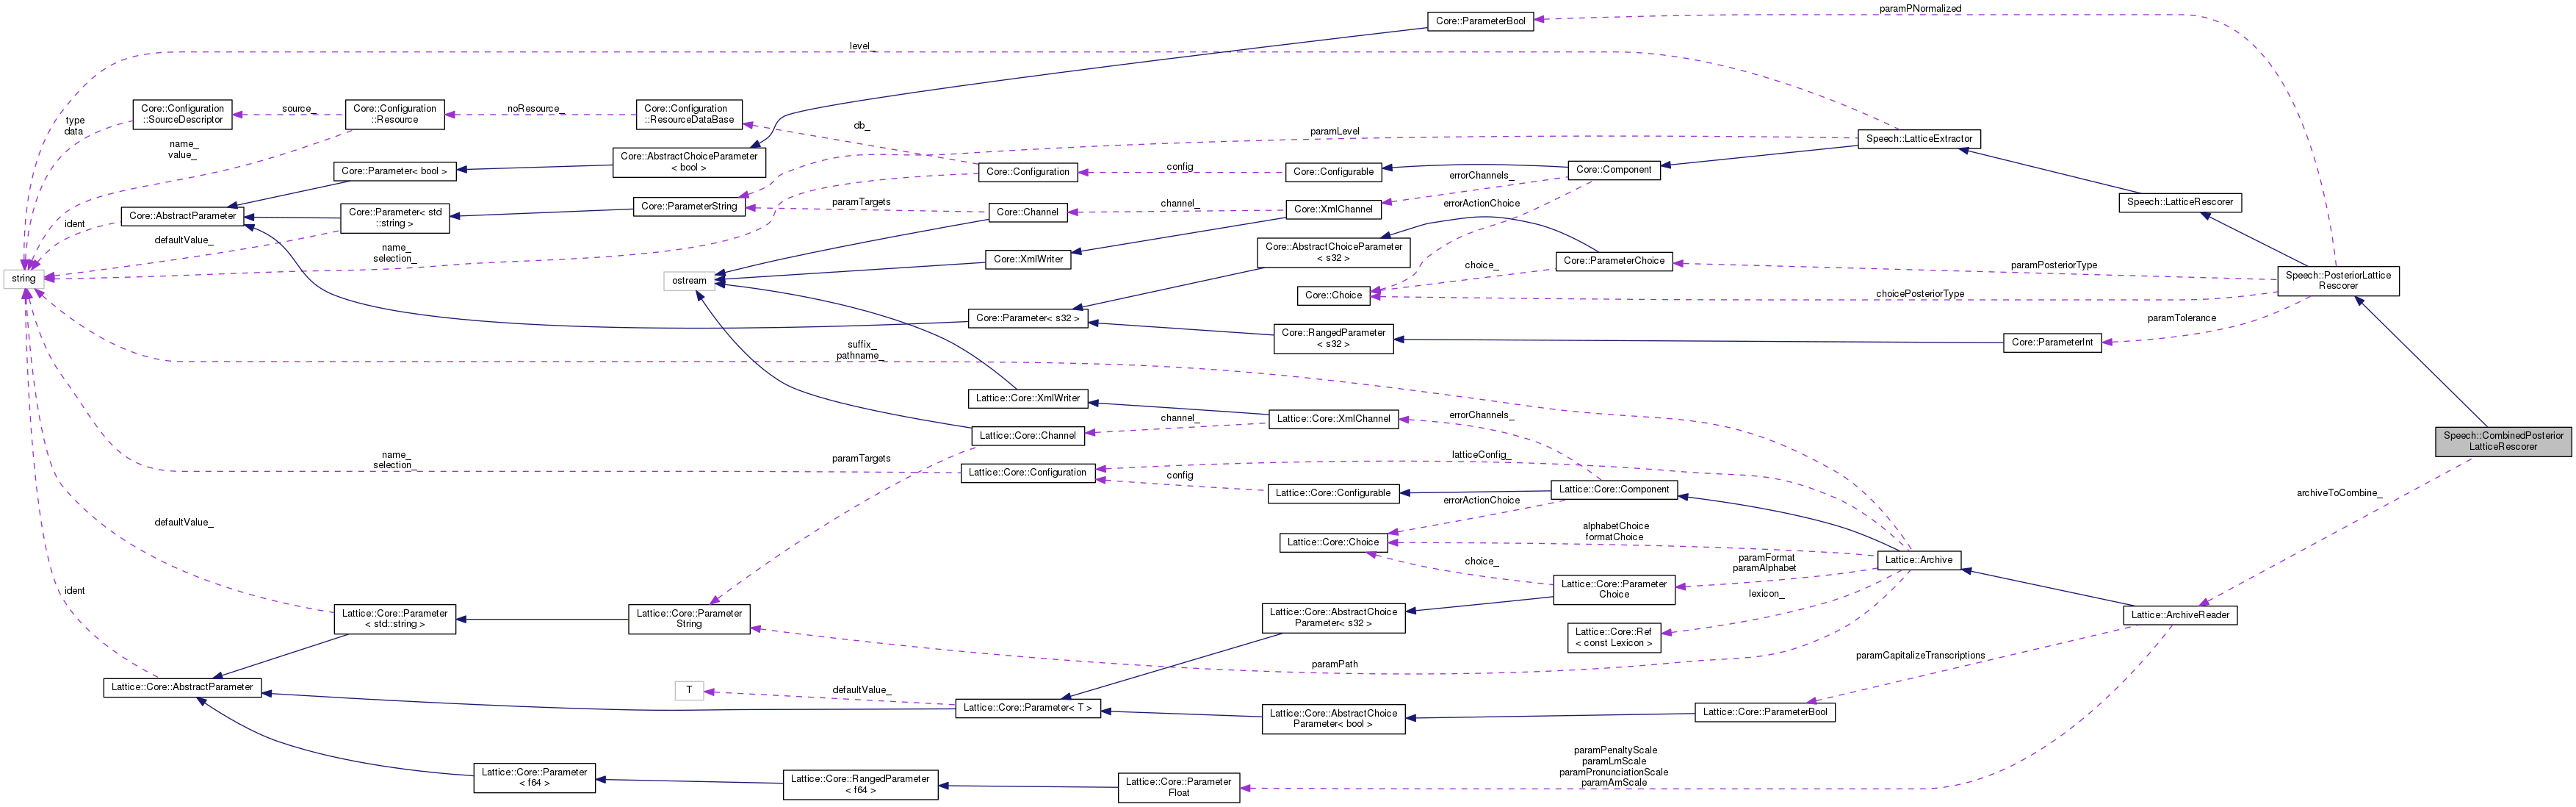 Core::ParameterBool
paramPNormalized
level_
Core::Configuration
::SourceDescriptor
source_
Core::Configuration
::Resource
noResource_
Core::Configuration
::ResourceDataBase
type
data
db_
paramLevel
Speech::LatticeExtractor
name_
value_
Core::AbstractChoiceParameter
< bool >
Core::Parameter< bool >
Core::Configuration
config
Core::Configurable
Core::Component
errorChannels_
Core::AbstractParameter
Core::Parameter< std
::string >
Core::ParameterString
paramTargets
Core::Channel
channel_
Core::XmlChannel
errorActionChoice
Speech::LatticeRescorer
ident
defaultValue_
name_
selection_
Core::XmlWriter
Core::AbstractChoiceParameter
< s32 >
choice_
Core::ParameterChoice
paramPosteriorType
Speech::PosteriorLattice
Rescorer
string
ostream
Core::Choice
choicePosteriorType
Core::Parameter< s32 >
Core::RangedParameter
< s32 >
paramTolerance
Core::ParameterInt
suffix_
pathname_
Lattice::Core::XmlWriter
Lattice::Core::XmlChannel
errorChannels_
channel_
Lattice::Core::Channel
Speech::CombinedPosterior
LatticeRescorer
name_
selection_
paramTargets
Lattice::Core::Configuration
latticeConfig_
config
Lattice::Core::Configurable
Lattice::Core::Component
archiveToCombine_
errorActionChoice
defaultValue_
Lattice::Core::Choice
alphabetChoice
formatChoice
Lattice::Archive
choice_
paramFormat
paramAlphabet
Lattice::Core::Parameter
Choice
ident
lexicon_
Lattice::Core::Parameter
< std::string >
Lattice::Core::Parameter
String
Lattice::Core::AbstractChoice
Parameter< s32 >
Lattice::ArchiveReader
Lattice::Core::Ref
< const Lexicon >
paramPath
paramCapitalizeTranscriptions
Lattice::Core::AbstractParameter
T
defaultValue_
Lattice::Core::Parameter< T >
Lattice::Core::AbstractChoice
Parameter< bool >
Lattice::Core::ParameterBool
Lattice::Core::Parameter
< f64 >
Lattice::Core::RangedParameter
< f64 >
Lattice::Core::Parameter
Float
paramPenaltyScale
paramLmScale
paramPronunciationScale
paramAmScale